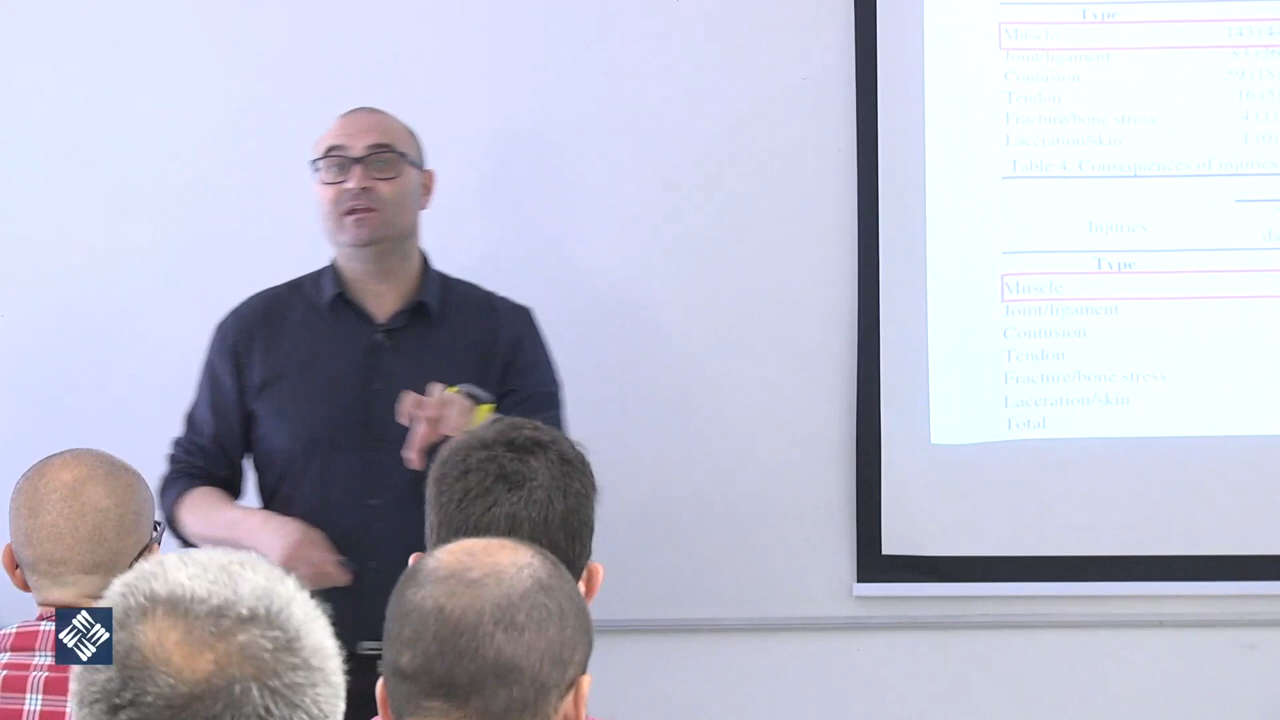 Type
Muscle
Joint/ligament
Contusion
Tendon
Fracture/bone stress
Laceration/skin
Table 4. Consequences of injuries
Injuries
Type
Muscle
Joint/ligament
Contusion
Tendon
Fracture/bone stress
Laceration/skin
Total